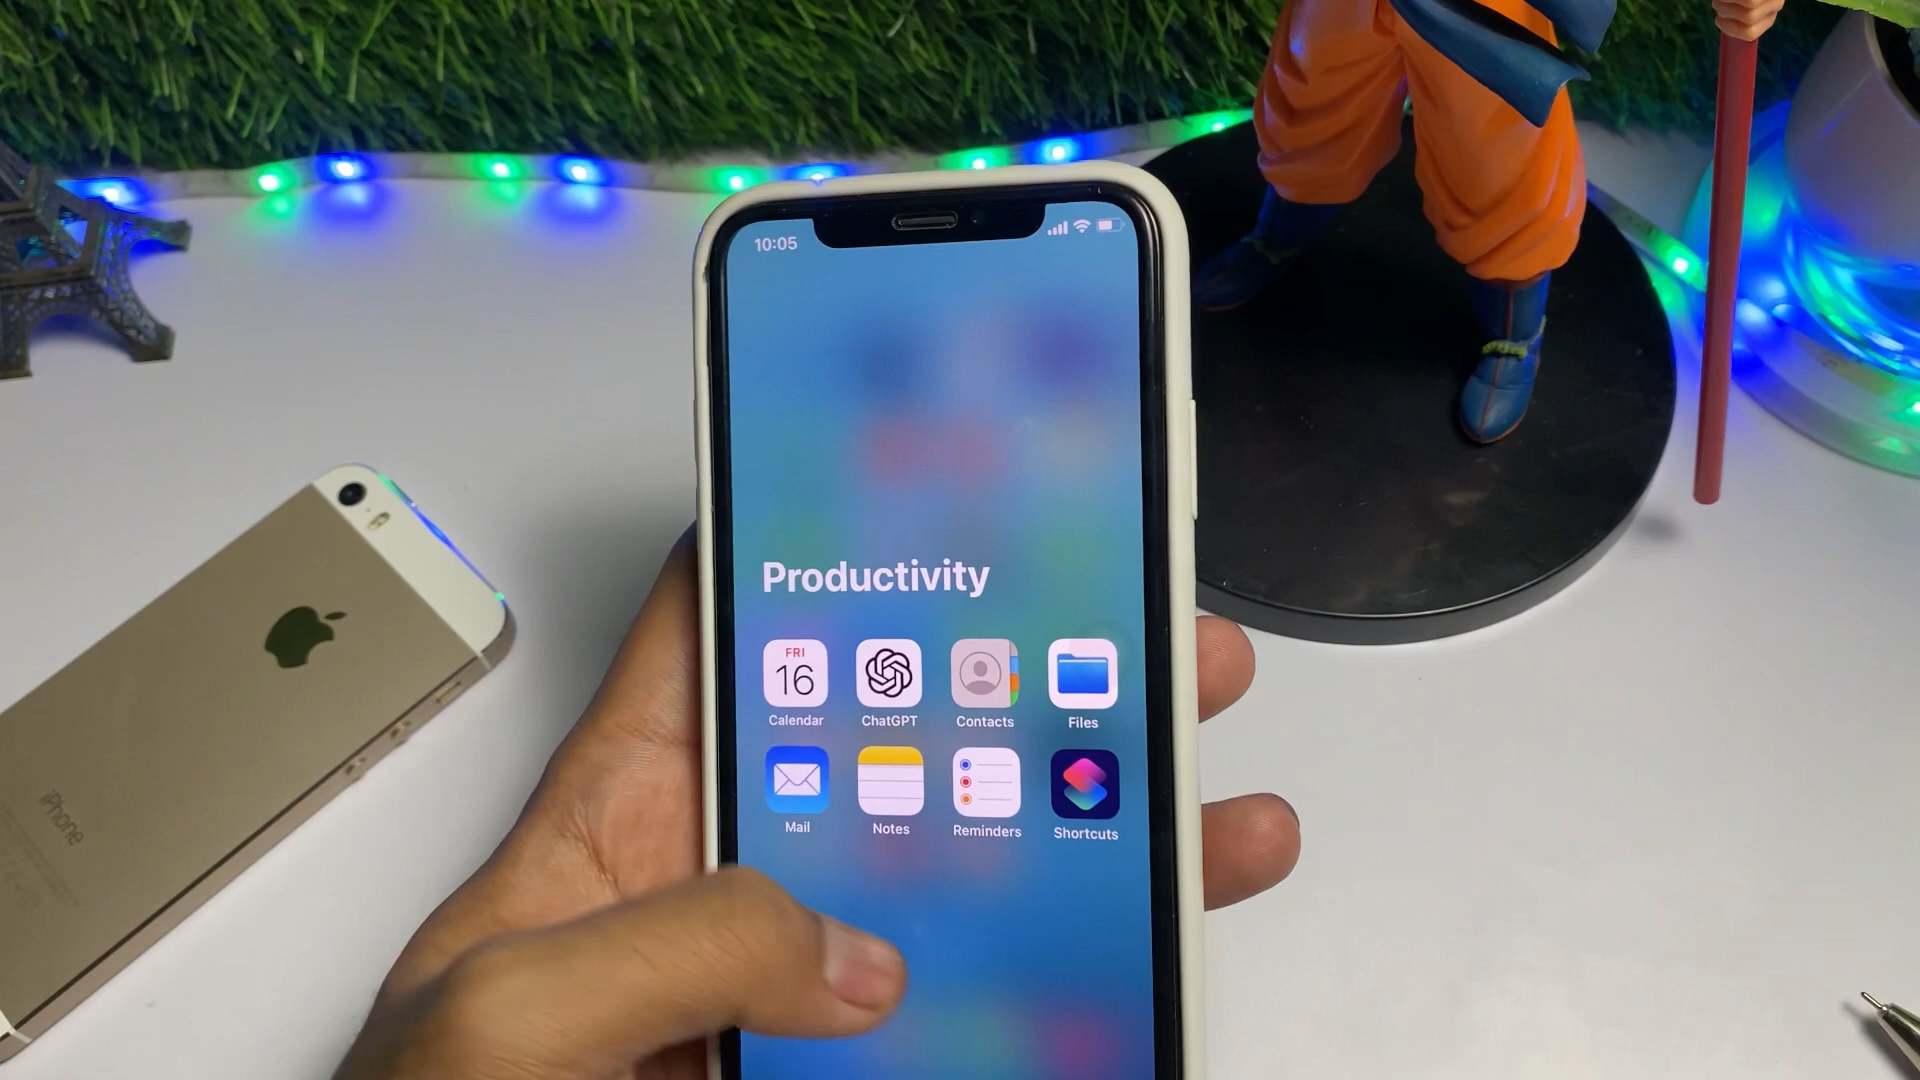 10:05
Productivity
FRI
16
Calendar
ChatGPT
Contacts
Files
Mail
Notes
Reminders
Shortcuts
iPhone